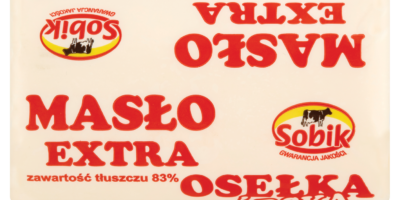 EXTRA
MASŁO
Sobik
GWARANCJA JAKOŚCI
MASŁO
EXTRA
zawartość tłuszczu 83%
Sobik
GWARANCJA JAKOŚCI
OSEŁKA